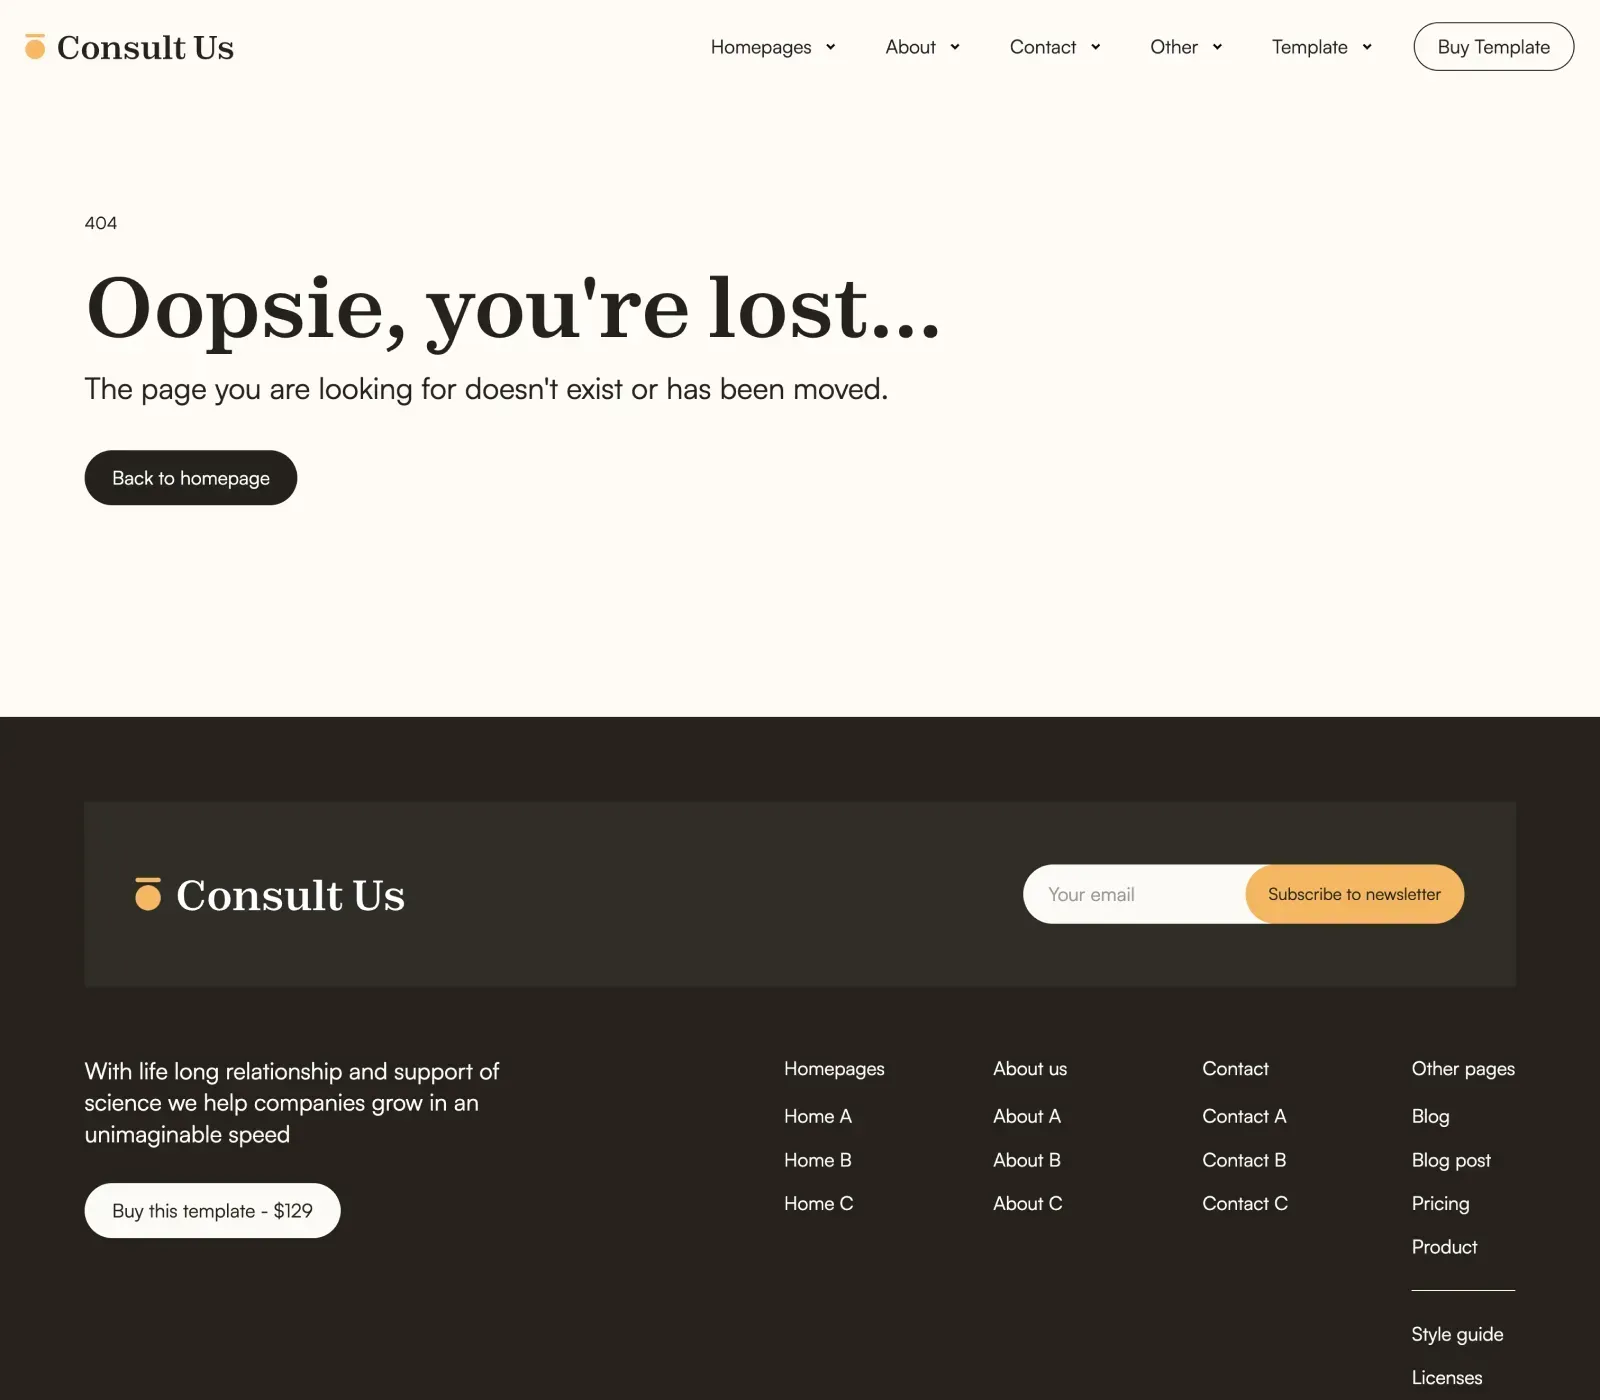 Consult Us
Homepages
About
Contact
Other
Template
Buy Template
404
Oopsie, you're lost...
The page you are looking for doesn't exist or has been moved.
Back to homepage
Consult Us
Your email
Subscribe to newsletter
With life long relationship and support of
science we help companies grow in an
unimaginable speed
Buy this template - $129
Homepages
Home A
Home B
Home C
About us
About A
About B
About C
Contact
Contact A
Contact B
Contact C
Other pages
Blog
Blog post
Pricing
Product
Style guide
Licenses